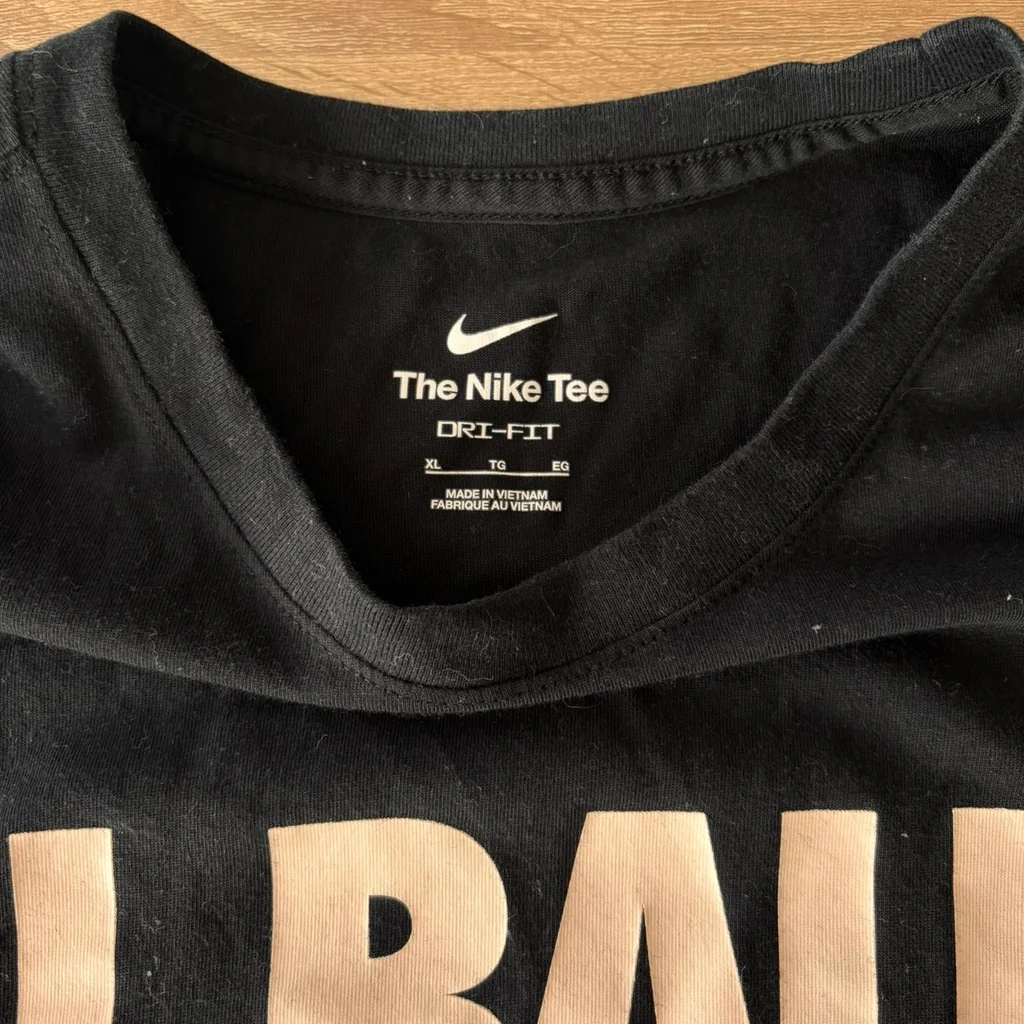 The Nike Tee
DRI-FIT
XL TG EG
MADE IN VIETNAM
FABRIQUE AU VIETNAM